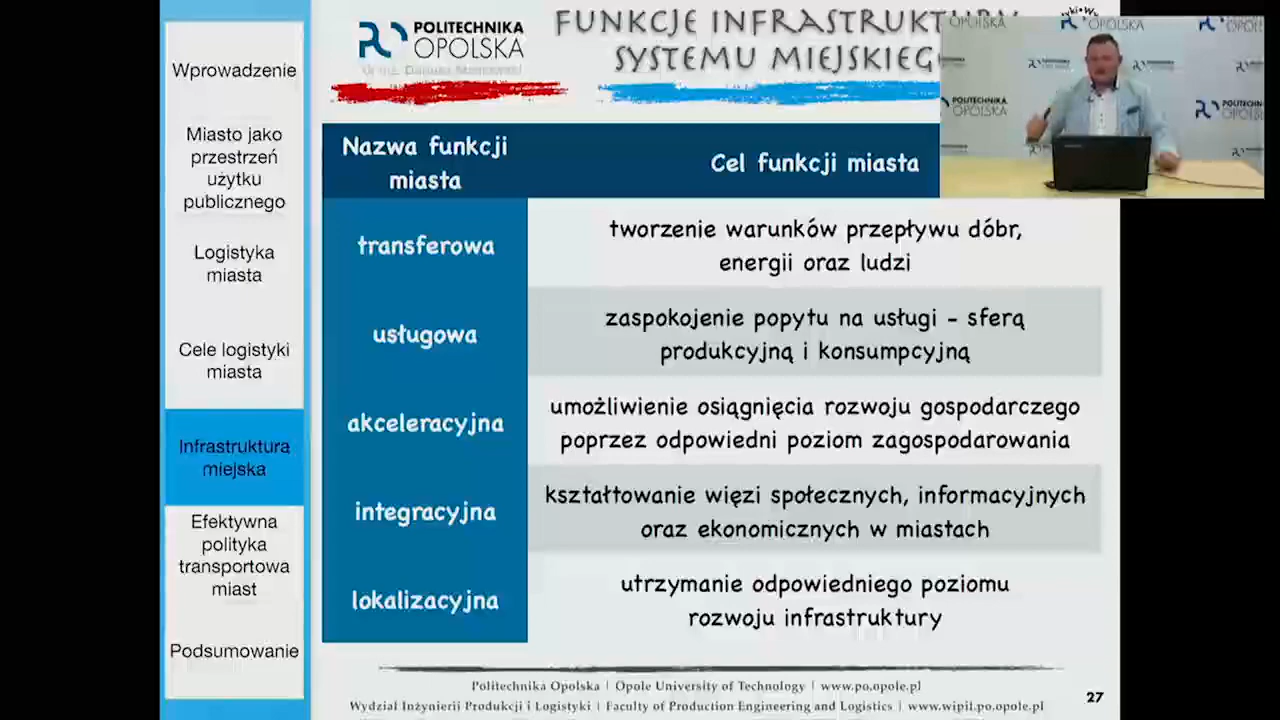 Wprowadzenie
Miasto jako
przestrzeń
użytku
publicznego
Logistyka
miasta
Cele logistyki
miasta
Infrastruktura
miejska
Efektywna
polityka
transportowa
miast
Podsumowanie
POLITECHNIKA
OPOLSKA
FUNKCJE INFRASTRUKTURY
SYSTEMU MIEJSKIEG
OPOLSKA
POLITECHNIKA
OPOLSKA
Nazwa funkcji
miasta
Cel funkcji miasta
transferowa
tworzenie warunków przepływu dóbr,
energii oraz ludzi
usługowa
zaspokojenie popytu na usługi - sferą
produkcyjną i konsumpcyjną
akceleracyjna
umożliwienie osiągnięcia rozwoju gospodarczego
poprzez odpowiedni poziom zagospodarowania
integracyjna
kształtowanie więzi społecznych, informacyjnych
oraz ekonomicznych w miastach
lokalizacyjna
utrzymanie odpowiedniego poziomu
rozwoju infrastruktury
Politechnika Opolska | Opole University of Technology | www.po.opole.pl
Wydział Inżynierii Produkcji i Logistyki | Faculty of Production Engineering and Logistics | www.wipil.po.opole.pl
27